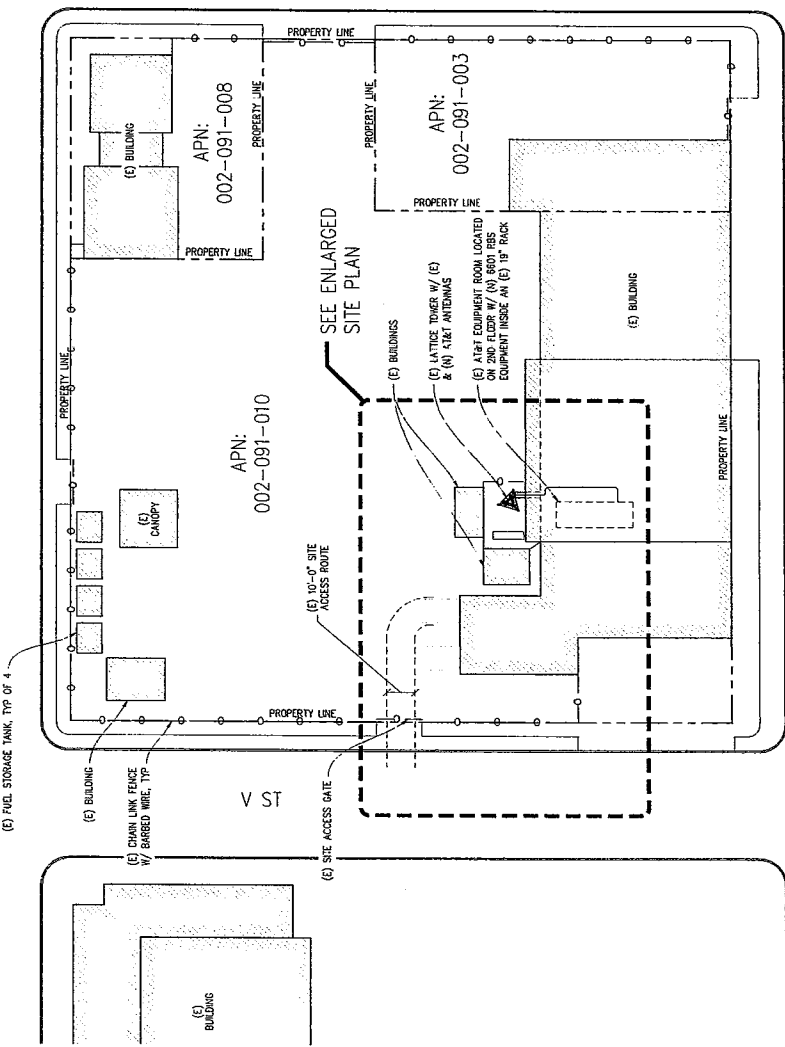 PROPERTY LINE
PROPERTY LINE
APN:
002-091-003
PROPERTY LINE
(E) BUILDING
APN:
002-091-008
PROPERTY LINE
PROPERTY LINE
SEE ENLARGED
SITE PLAN
(E) BUILDINGS
(E) LATTICE TOWER W/ (E)
& (N) AT&T ANTENNAS
(E) AT&T EQUIPMENT ROOM LOCATED
ON 2ND FLOOR W/ (N) 6601 RBS
EQUIPMENT INSIDE AN (E) 19" RACK
(E) BUILDING
PROPERTY LINE
APN:
002-091-010
PROPERTY LINE
(E)
CANOPY
(E) 10'-0" SITE
ACCESS ROUTE
PROPERTY LINE
(E) FUEL STORAGE TANK, TYP OF 4
(E) BUILDING
(E) CHAIN LINK FENCE
W/ BARBED WIRE, TYP
V ST
(E) SITE ACCESS GATE
(E)
BUILDING